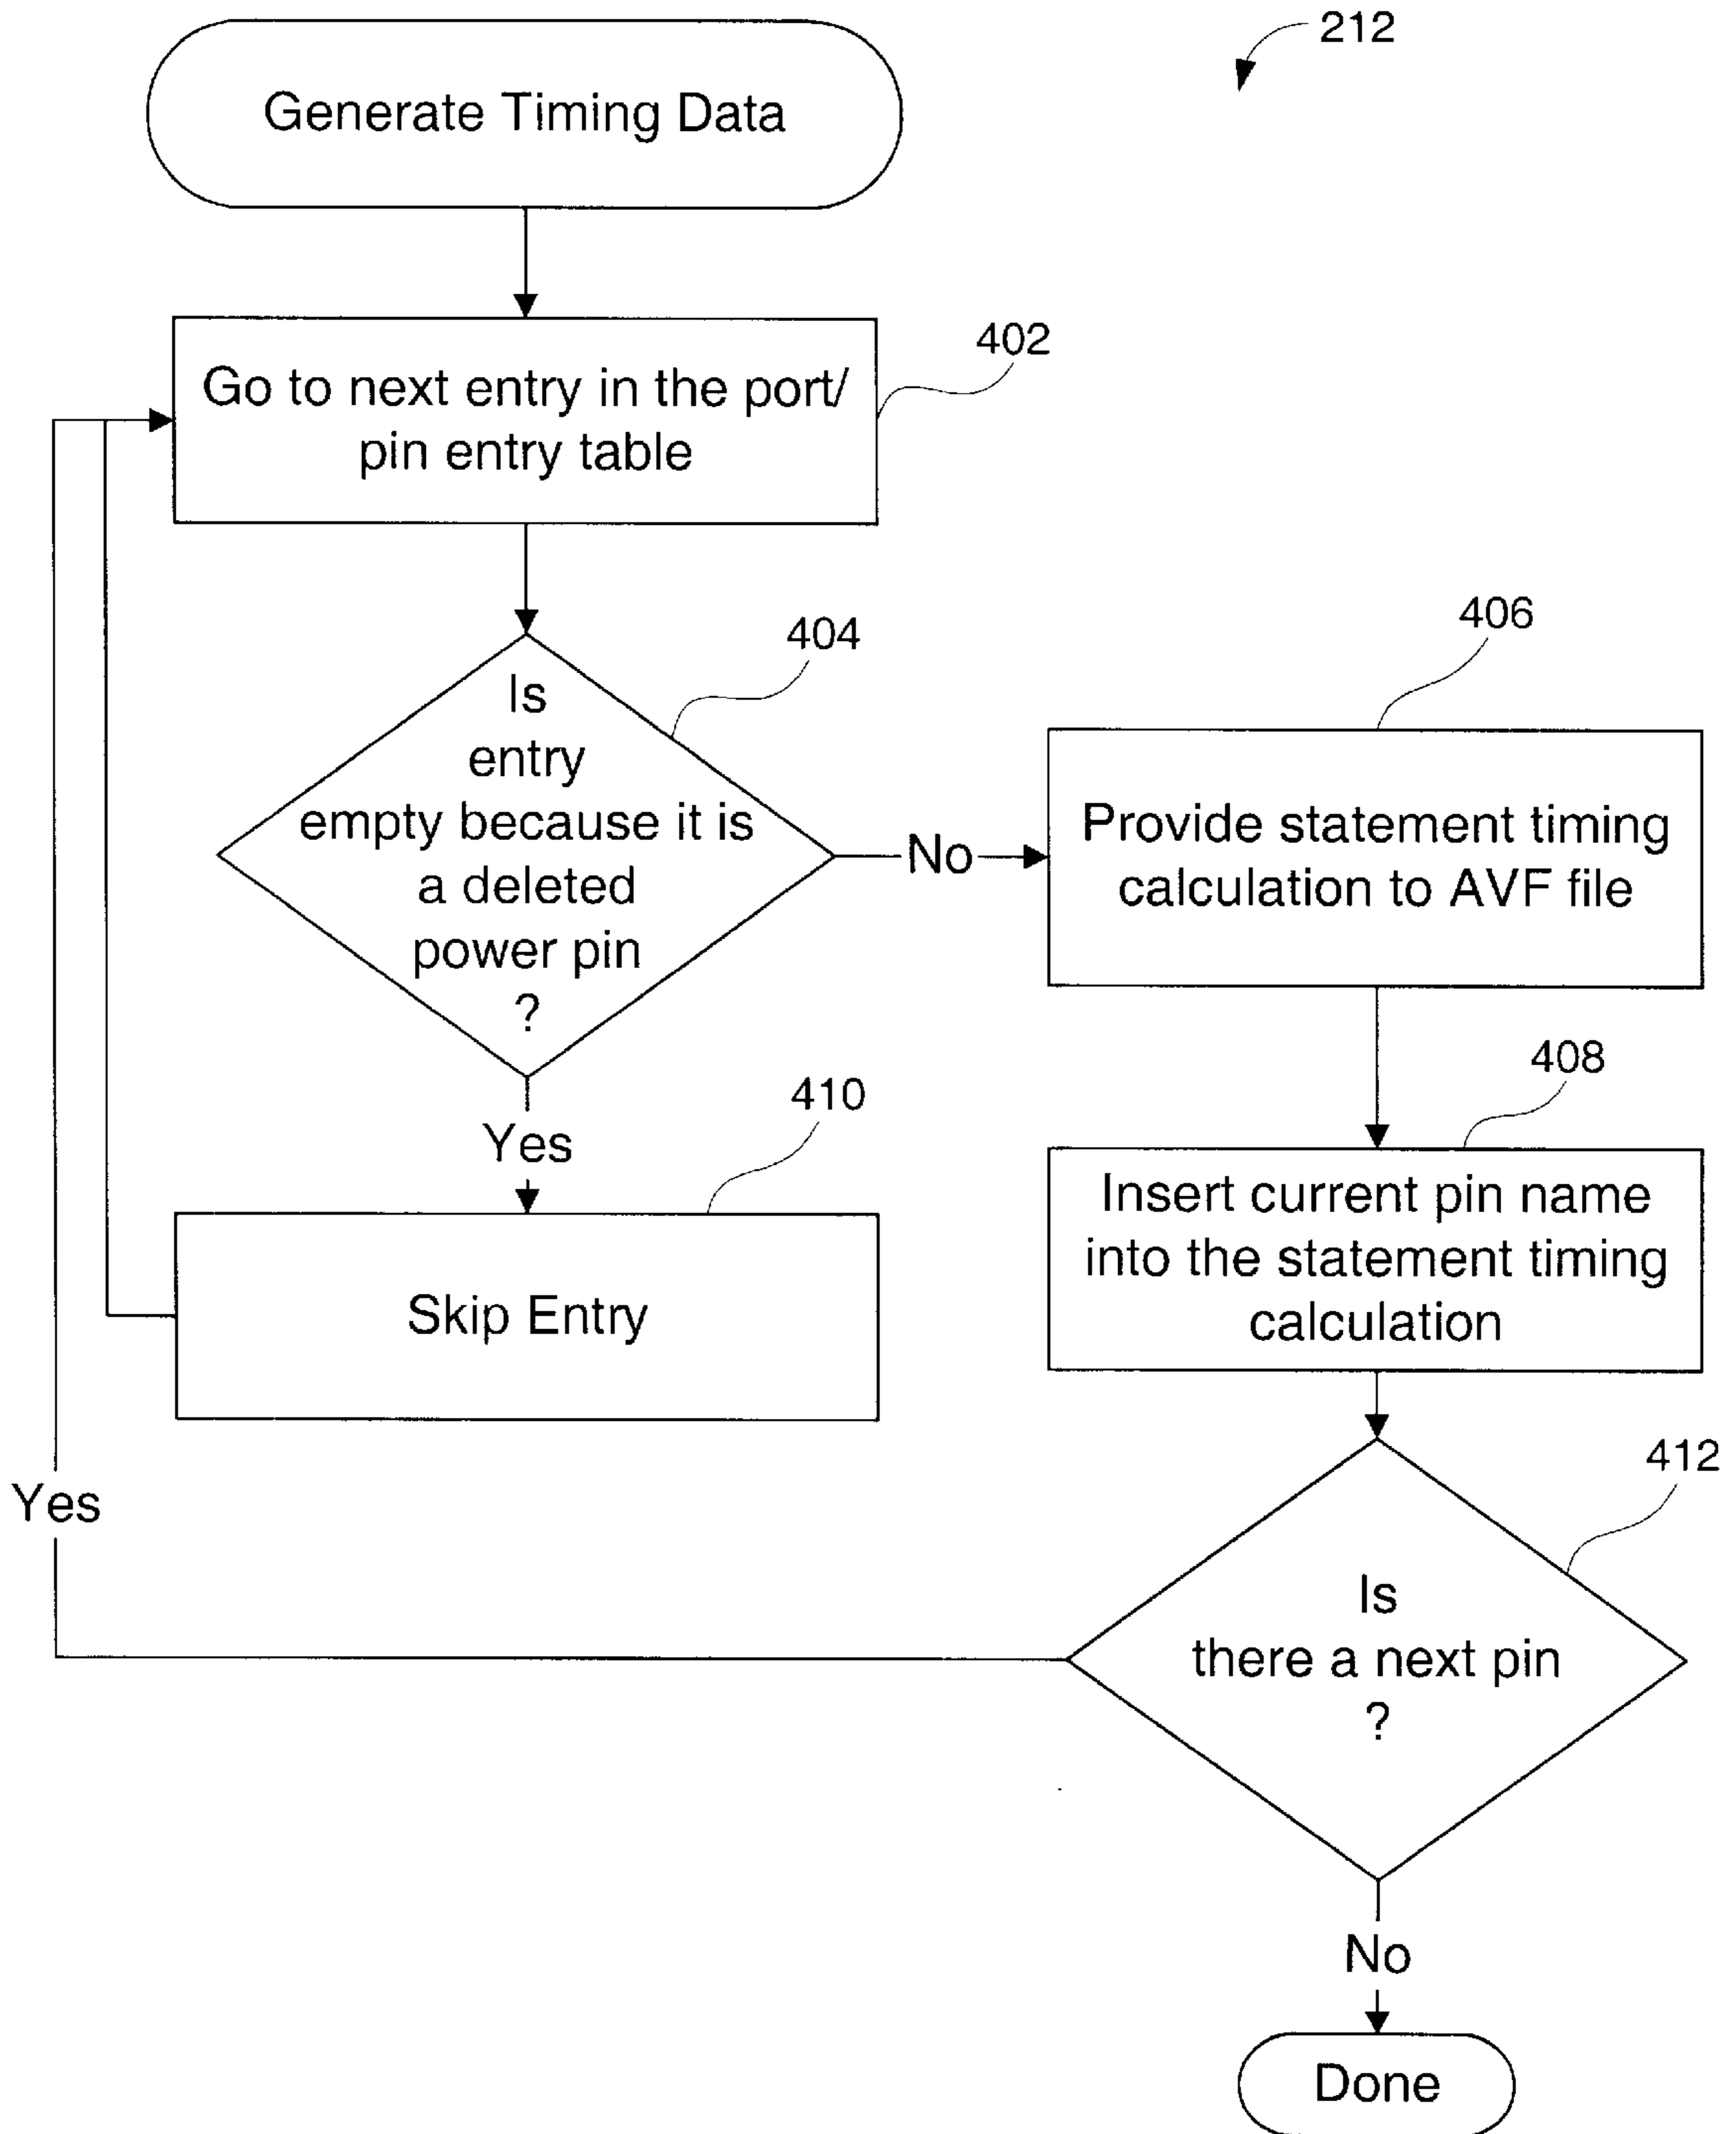 212
Generate Timing Data
402
Go to next entry in the port/
pin entry table
404
Is
entry
empty because it is
a deleted
power pin
?
No
406
Provide statement timing
calculation to AVF file
408
Insert current pin name
into the statement timing
calculation
Yes
410
Skip Entry
412
Is
there a next pin
?
Yes
No
Done